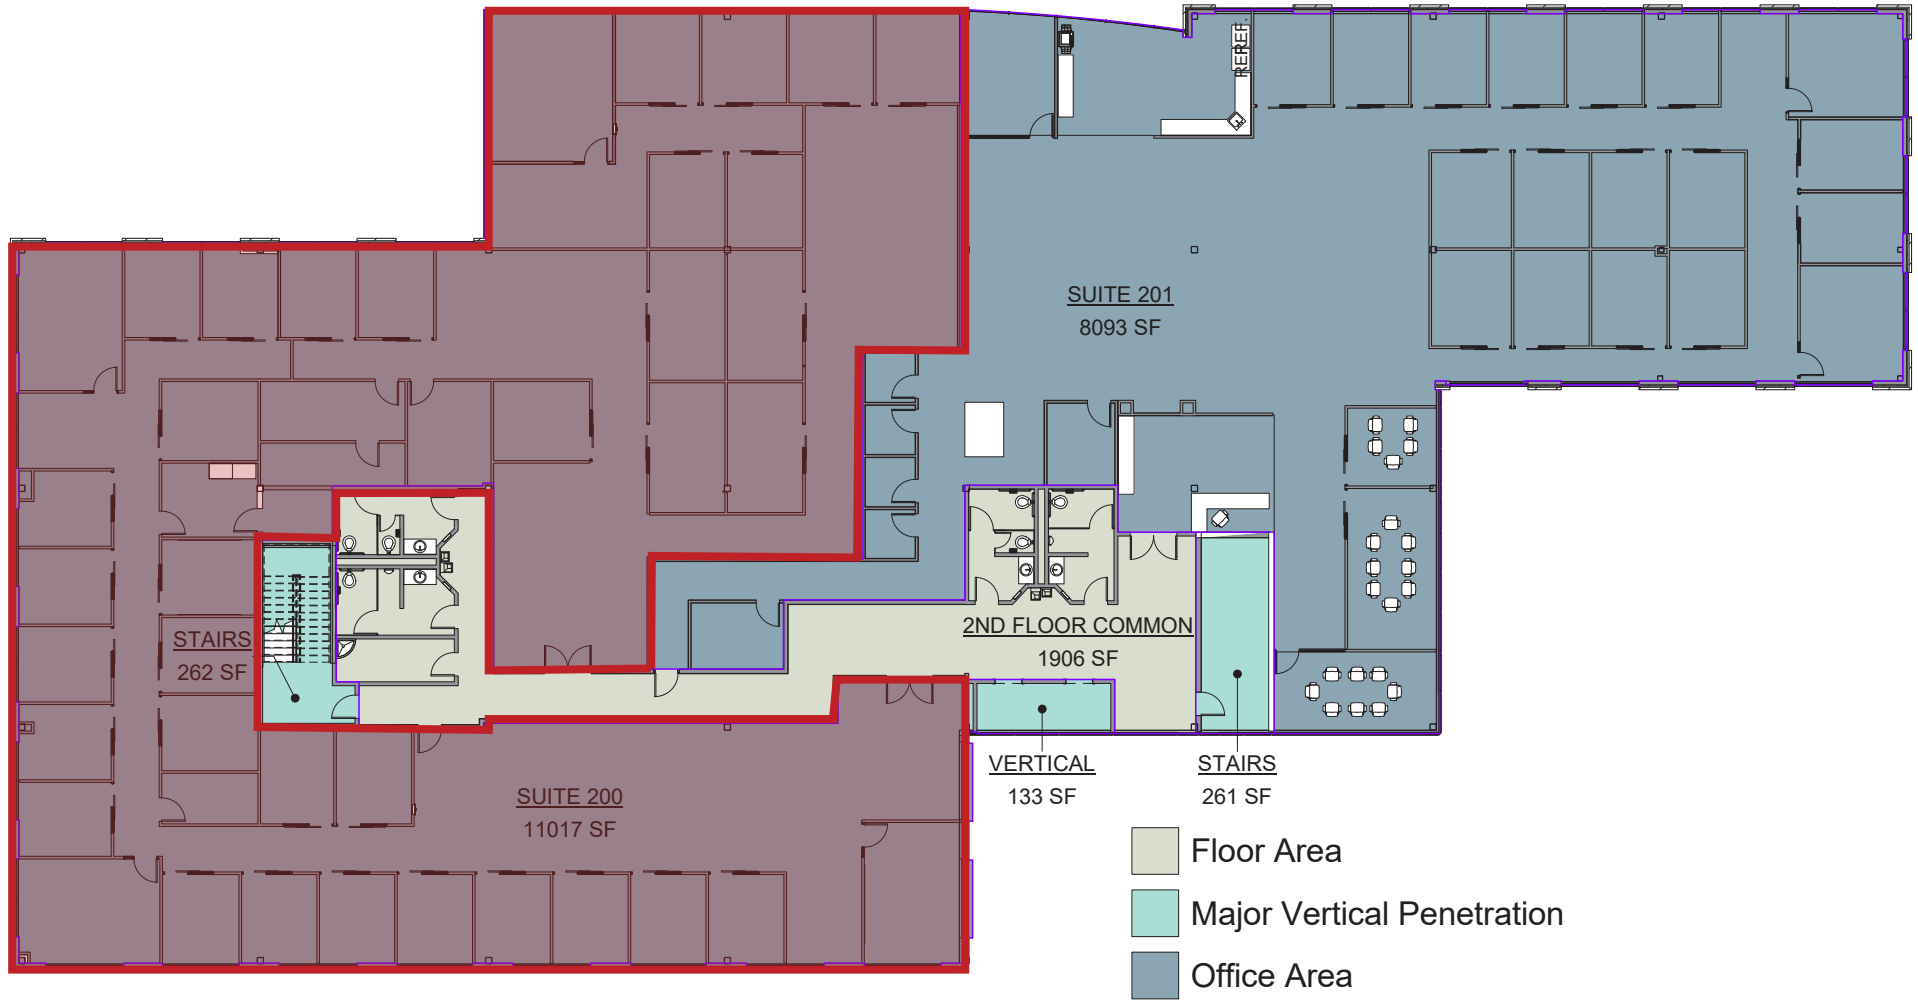 REREF.
SUITE 201
8093 SF
2ND FLOOR COMMON
1906 SF
STAIRS
262 SF
VERTICAL
133 SF
STAIRS
261 SF
SUITE 200
11017 SF
Floor Area
Major Vertical Penetration
Office Area